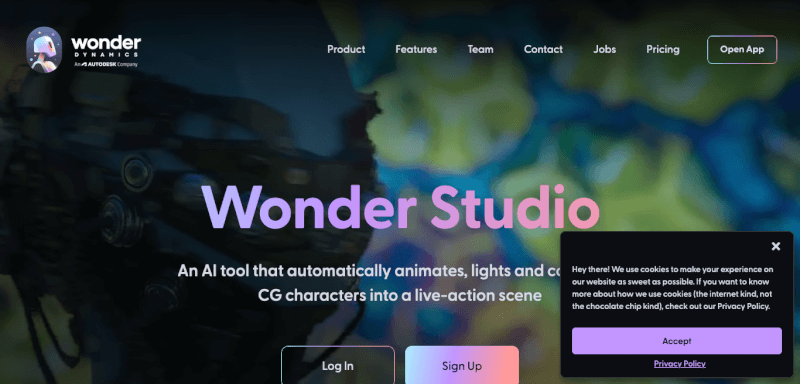 wonder
DYNAMICS
An AUTODESK Company
Product Features Team Contact Jobs Pricing Open App
Wonder Studio
An AI tool that automatically animates, lights and co
CG characters into a live-action scene
Log In Sign Up
Hey there! We use cookies to make your experience on
our website as sweet as possible. If you want to know
more about how we use cookies (the internet kind, not
the chocolate chip kind), check out our Privacy Policy.
Accept
Privacy Policy